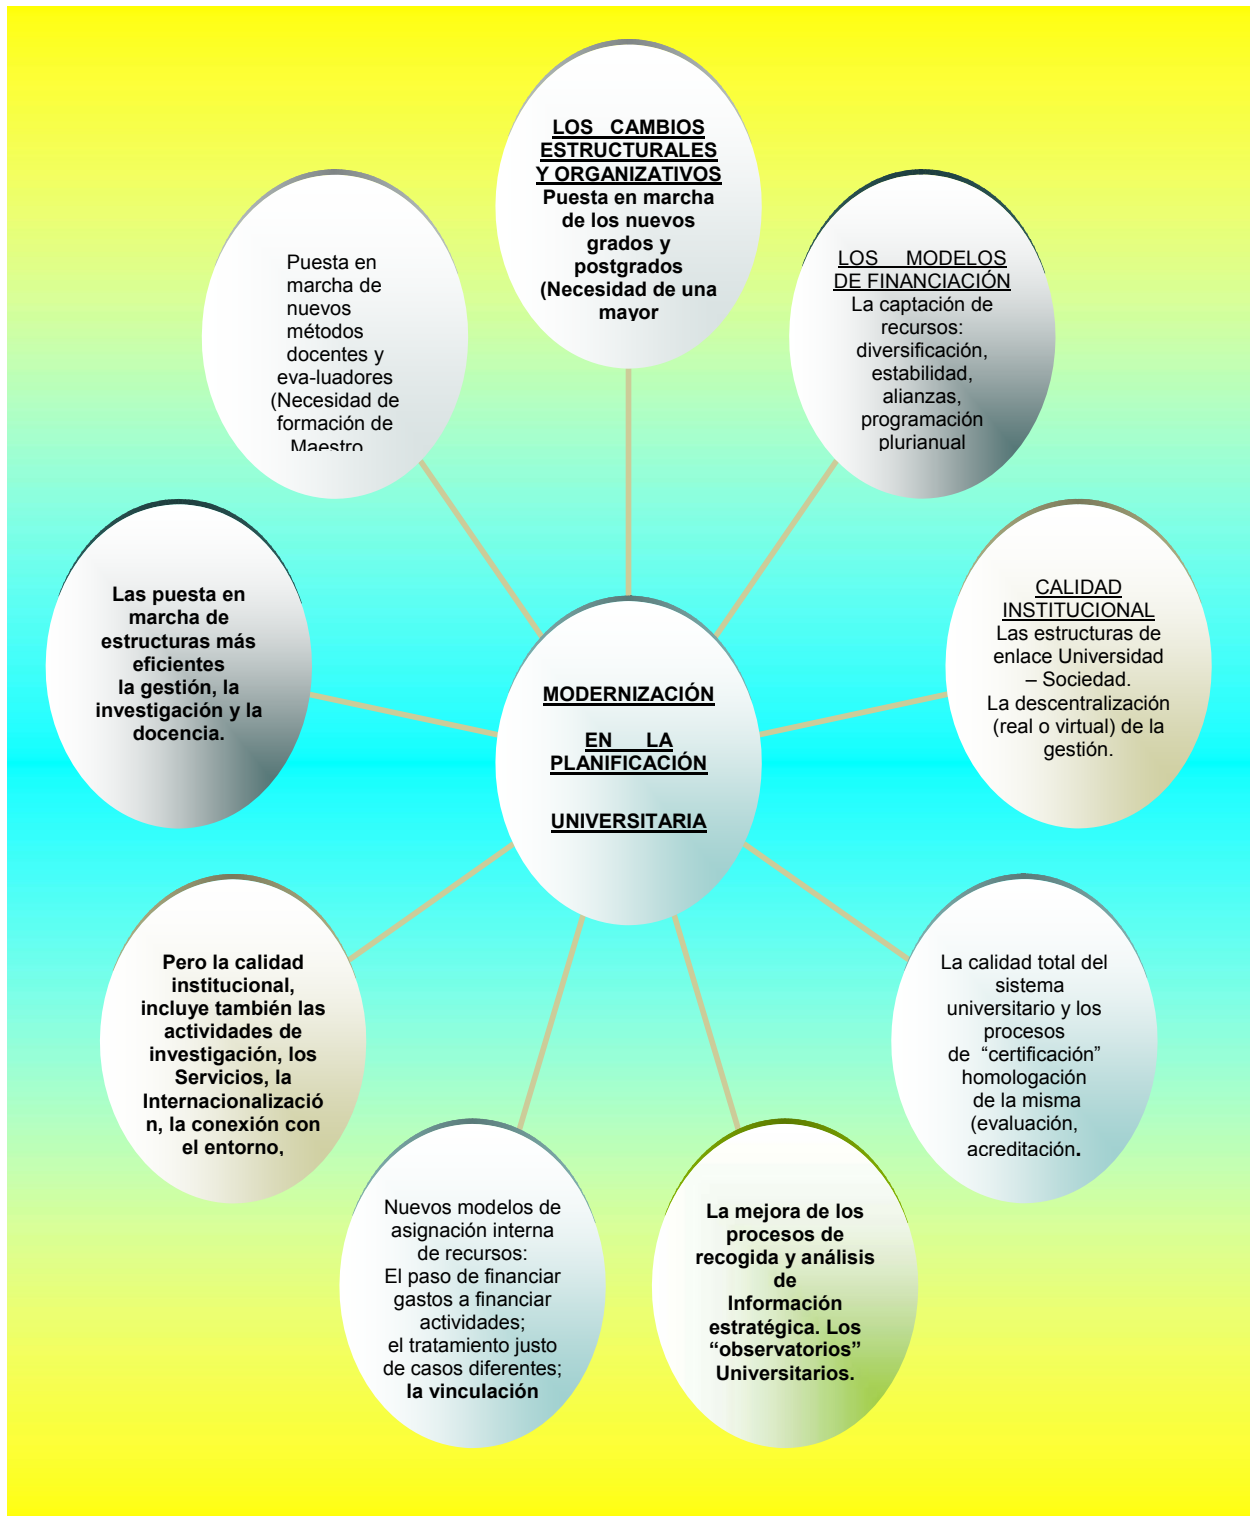 LOS CAMBIOS
ESTRUCTURALES
Y ORGANIZATIVOS
Puesta en marcha
de los nuevos
grados y
postgrados
(Necesidad de una
mayor
LOS MODELOS
DE FINANCIACIÓN
La captación de
recursos:
diversificación,
estabilidad,
alianzas,
programación
plurianual
CALIDAD
INSTITUCIONAL
Las estructuras de
enlace Universidad
– Sociedad.
La descentralización
(real o virtual) de la
gestión.
La calidad total del
sistema
universitario y los
procesos
de “certificación”
homologación
de la misma
(evaluación,
acreditación.
La mejora de los
procesos de
recogida y análisis
de
Información
estratégica. Los
“observatorios”
Universitarios.
Nuevos modelos de
asignación interna
de recursos:
El paso de financiar
gastos a financiar
actividades;
el tratamiento justo
de casos diferentes;
la vinculación
Pero la calidad
institucional,
incluye también las
actividades de
investigación, los
Servicios, la
Internacionalizació
n, la conexión con
el entorno,
Las puesta en
marcha de
estructuras más
eficientes
la gestión, la
investigación y la
docencia.
Puesta en
marcha de
nuevos
métodos
docentes y
eva-luadores
(Necesidad de
formación de
Maestro
MODERNIZACIÓN
EN LA
PLANIFICACIÓN
UNIVERSITARIA